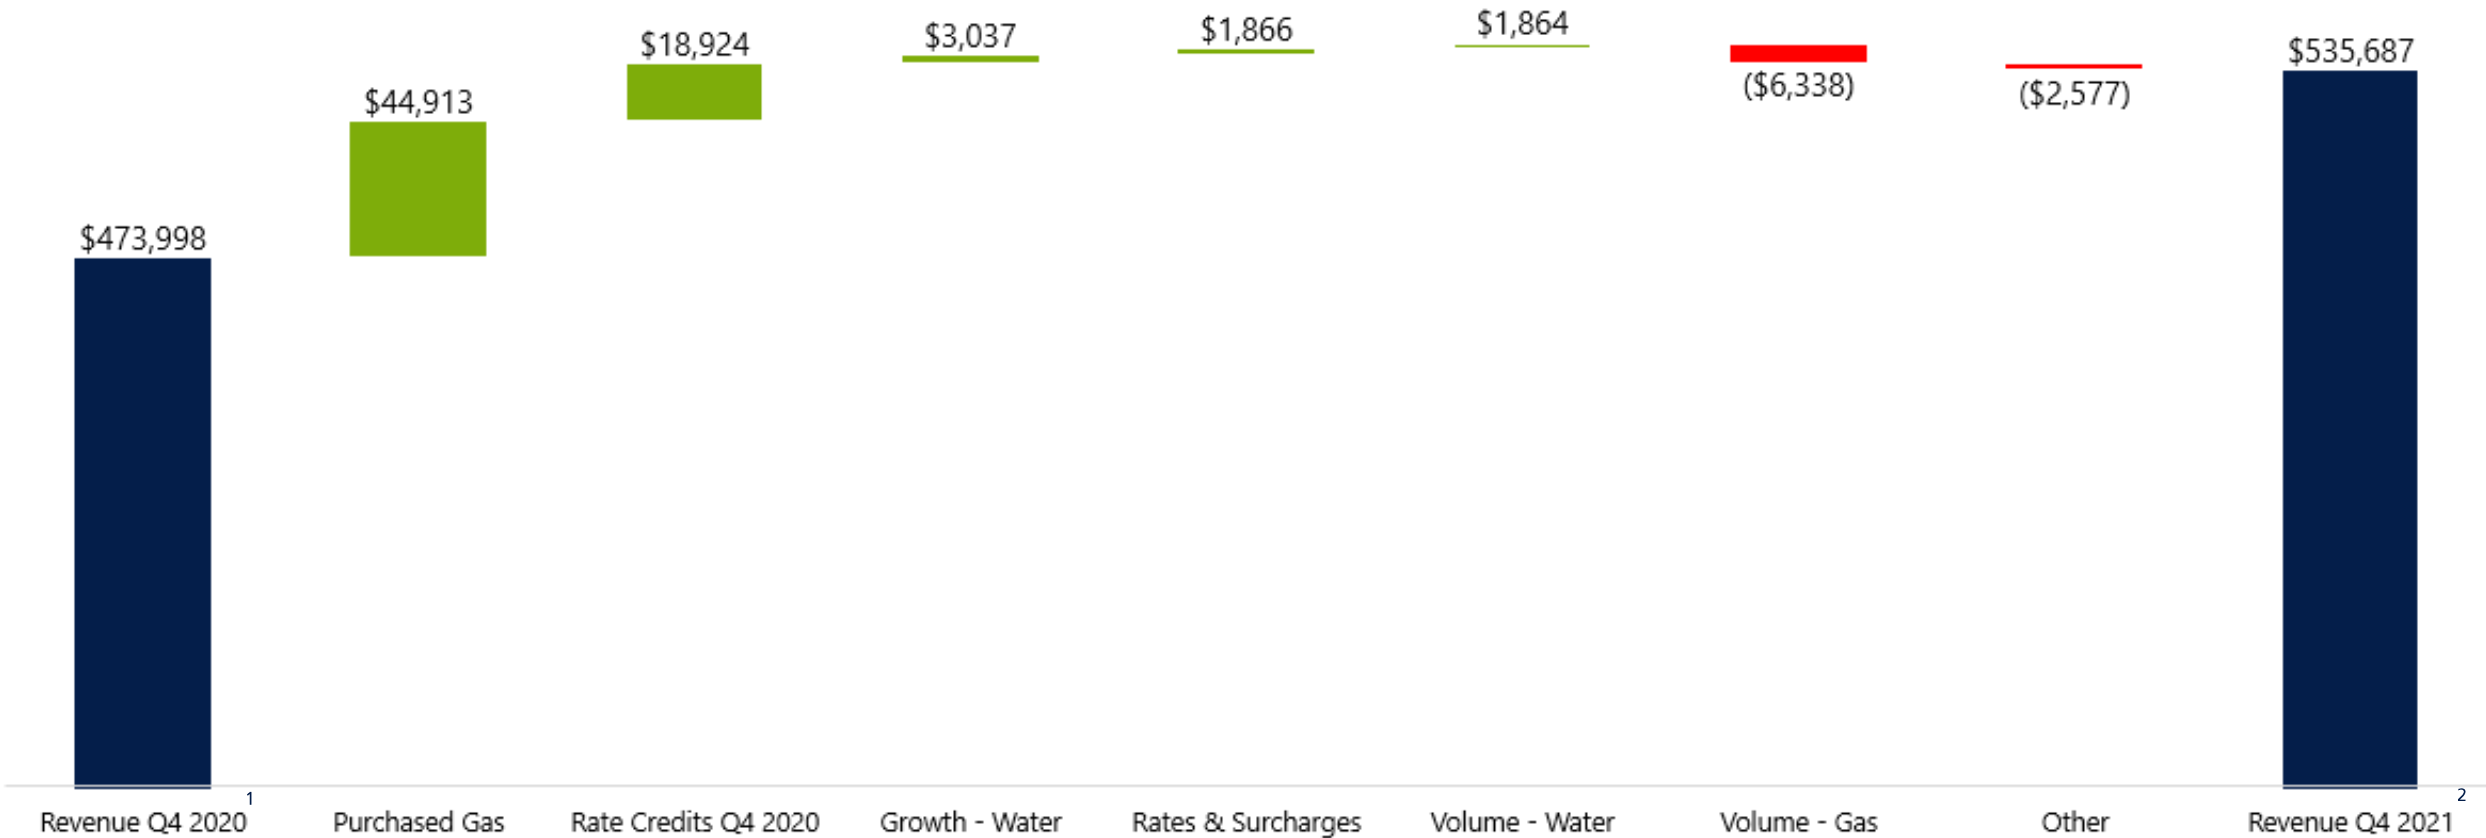 $473,998
$44,913
$18,924
$3,037
$1,866
$1,864
($6,338)
($2,577)
$535,687
Revenue Q4 2020 1
Purchased Gas
Rate Credits Q4 2020
Growth - Water
Rates & Surcharges
Volume - Water
Volume - Gas
Other
Revenue Q4 2021 2